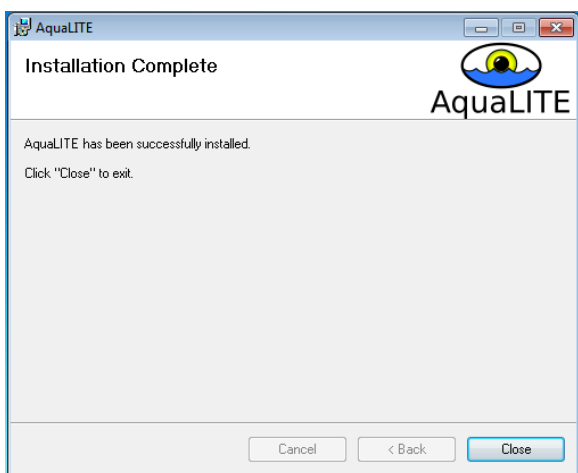 AquaLITE
Installation Complete
AquaLITE
AquaLITE has been successfully installed.
Click "Close" to exit.
Cancel
< Back
Close